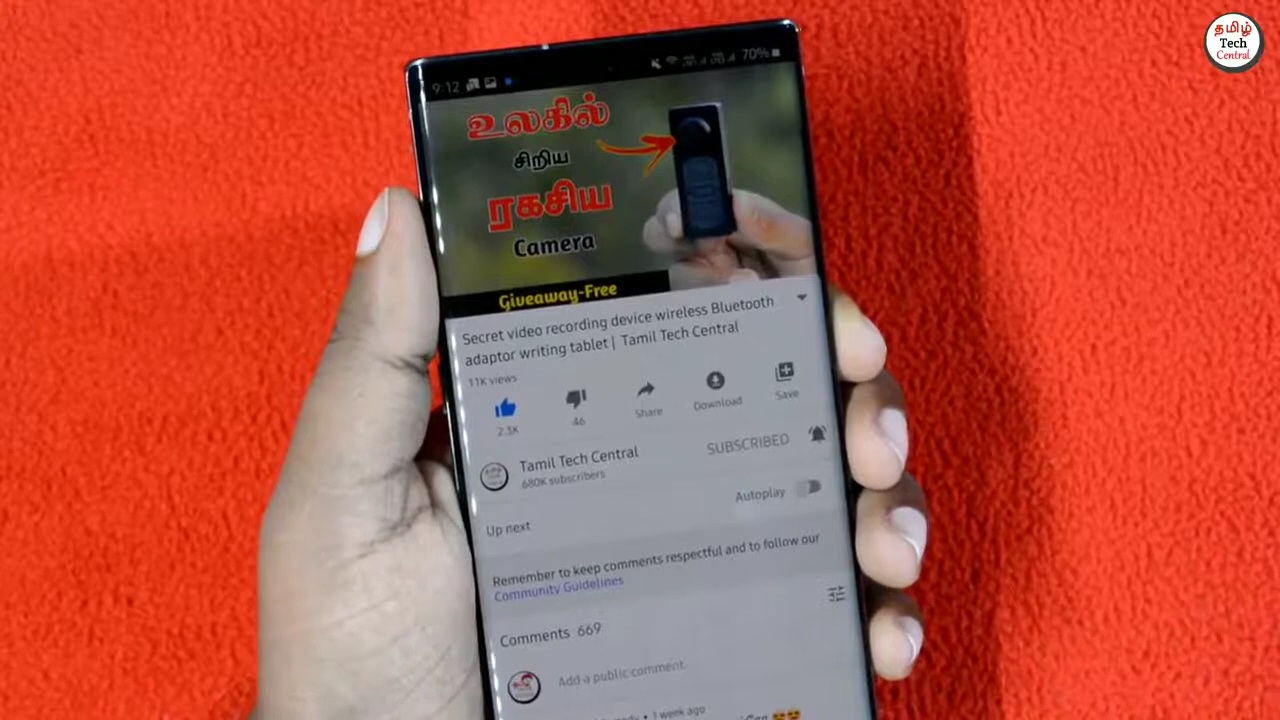 தமிழ்
Tech
Central
9:12
70%
உலகில்
சிறிய
ரகசிய
Camera
Giveaway-Free
Secret video recording device wireless Bluetooth
adaptor writing tablet | Tamil Tech Central
11K views
2.3K
46
Share
Download
Save
Tamil Tech Central
680K subscribers
SUBSCRIBED
Autoplay
Up next
Remember to keep comments respectful and to follow our
Community Guidelines
Comments 669
Add a public comment.
• 1 week ago